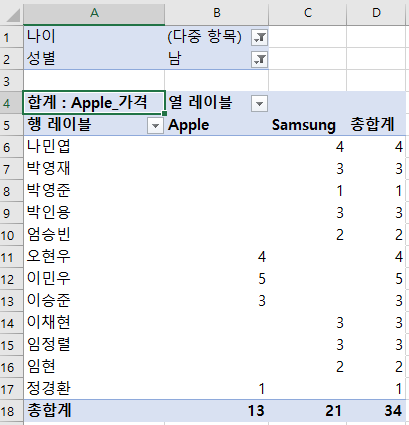 A B C D
1 나이 (다중 항목)
2 성별 남
3
4 합계 : Apple_가격 열 레이블
5 행 레이블 Apple Samsung 총합계
6 나민엽 4 4
7 박영재 3 3
8 박영준 1 1
9 박인용 3 3
10 엄승빈 2 2
11 오현우 4 4
12 이민우 5 5
13 이승준 3 3
14 이채현 3 3
15 임정렬 3 3
16 임현 2 2
17 정경환 1 1
18 총합계 13 21 34